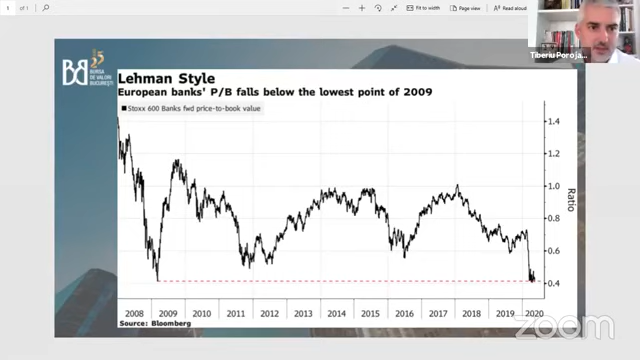 1 of 1
Fit to width
Page view
Read aloud
Tiberiu Poroja...
25
BURSA
DE VALORI
BUCUREȘTI
Lehman Style
European banks' P/B falls below the lowest point of 2009
Stoxx 600 Banks fwd price-to-book value
1.4
1.2
1.0
0.8
0.6
0.4
Ratio
2008 2009 2010 2011 2012 2013 2014 2015 2016 2017 2018 2019 2020
Source: Bloomberg
zoom